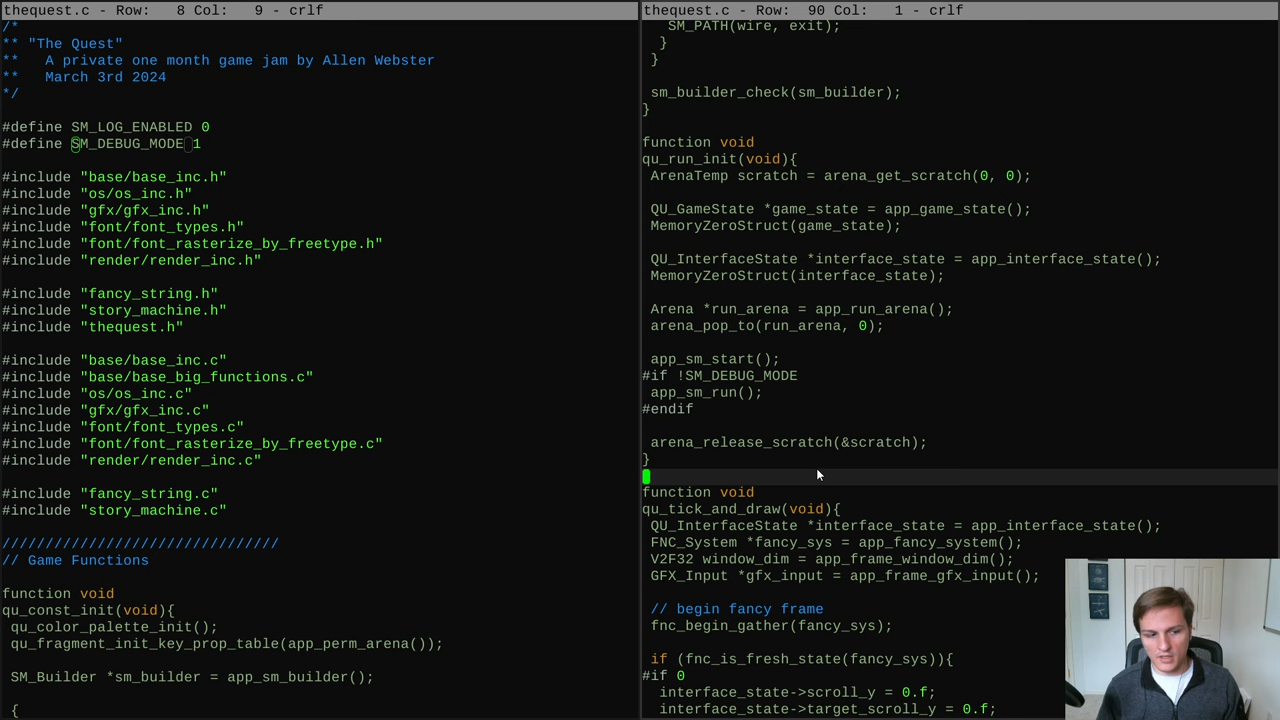 thequest.c - Row:   8 Col:   9 - crlf
/*
** "The Quest"
**   A private one month game jam by Allen Webster
**   March 3rd 2024
*/
#define SM_LOG_ENABLED 0
#define SM_DEBUG_MODE 1
#include "base/base_inc.h"
#include "os/os_inc.h"
#include "gfx/gfx_inc.h"
#include "font/font_types.h"
#include "font/font_rasterize_by_freetype.h"
#include "render/render_inc.h"
#include "fancy_string.h"
#include "story_machine.h"
#include "thequest.h"
#include "base/base_inc.c"
#include "base/base_big_functions.c"
#include "os/os_inc.c"
#include "gfx/gfx_inc.c"
#include "font/font_types.c"
#include "font/font_rasterize_by_freetype.c"
#include "render/render_inc.c"
#include "fancy_string.c"
#include "story_machine.c"
////////////////////////////////
// Game Functions
function void
qu_const_init(void){
 qu_color_palette_init();
 qu_fragment_init_key_prop_table(app_perm_arena());
 SM_Builder *sm_builder = app_sm_builder();
 {
thequest.c - Row:  90 Col:   1 - crlf
   SM_PATH(wire, exit);
  }
 }
 sm_builder_check(sm_builder);
}
function void
qu_run_init(void){
 ArenaTemp scratch = arena_get_scratch(0, 0);
 QU_GameState *game_state = app_game_state();
 MemoryZeroStruct(game_state);
 QU_InterfaceState *interface_state = app_interface_state();
 MemoryZeroStruct(interface_state);
 Arena *run_arena = app_run_arena();
 arena_pop_to(run_arena, 0);
 app_sm_start();
#if !SM_DEBUG_MODE
 app_sm_run();
#endif
 arena_release_scratch(&scratch);
}
function void
qu_tick_and_draw(void){
 QU_InterfaceState *interface_state = app_interface_state();
 FNC_System *fancy_sys = app_fancy_system();
 V2F32 window_dim = app_frame_window_dim();
 GFX_Input *gfx_input = app_frame_gfx_input();
 // begin fancy frame
 fnc_begin_gather(fancy_sys);
 if (fnc_is_fresh_state(fancy_sys)){
#if 0
  interface_state->scroll_y = 0.f;
  interface_state->target_scroll_y = 0.f;